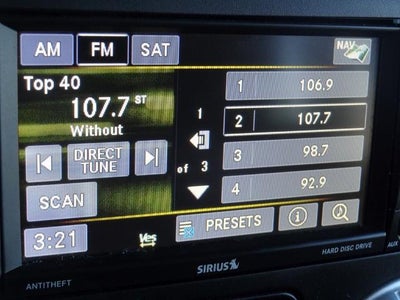 AM FM SAT NAV
Top 40
107.7 ST
Without
DIRECT
TUNE
SCAN
3:21
1
of 3
1 106.9
2 107.7
3 98.7
4 92.9
PRESETS
i
ANTITHEFT
SIRIUS
HARD DISC DRIVE
AUX